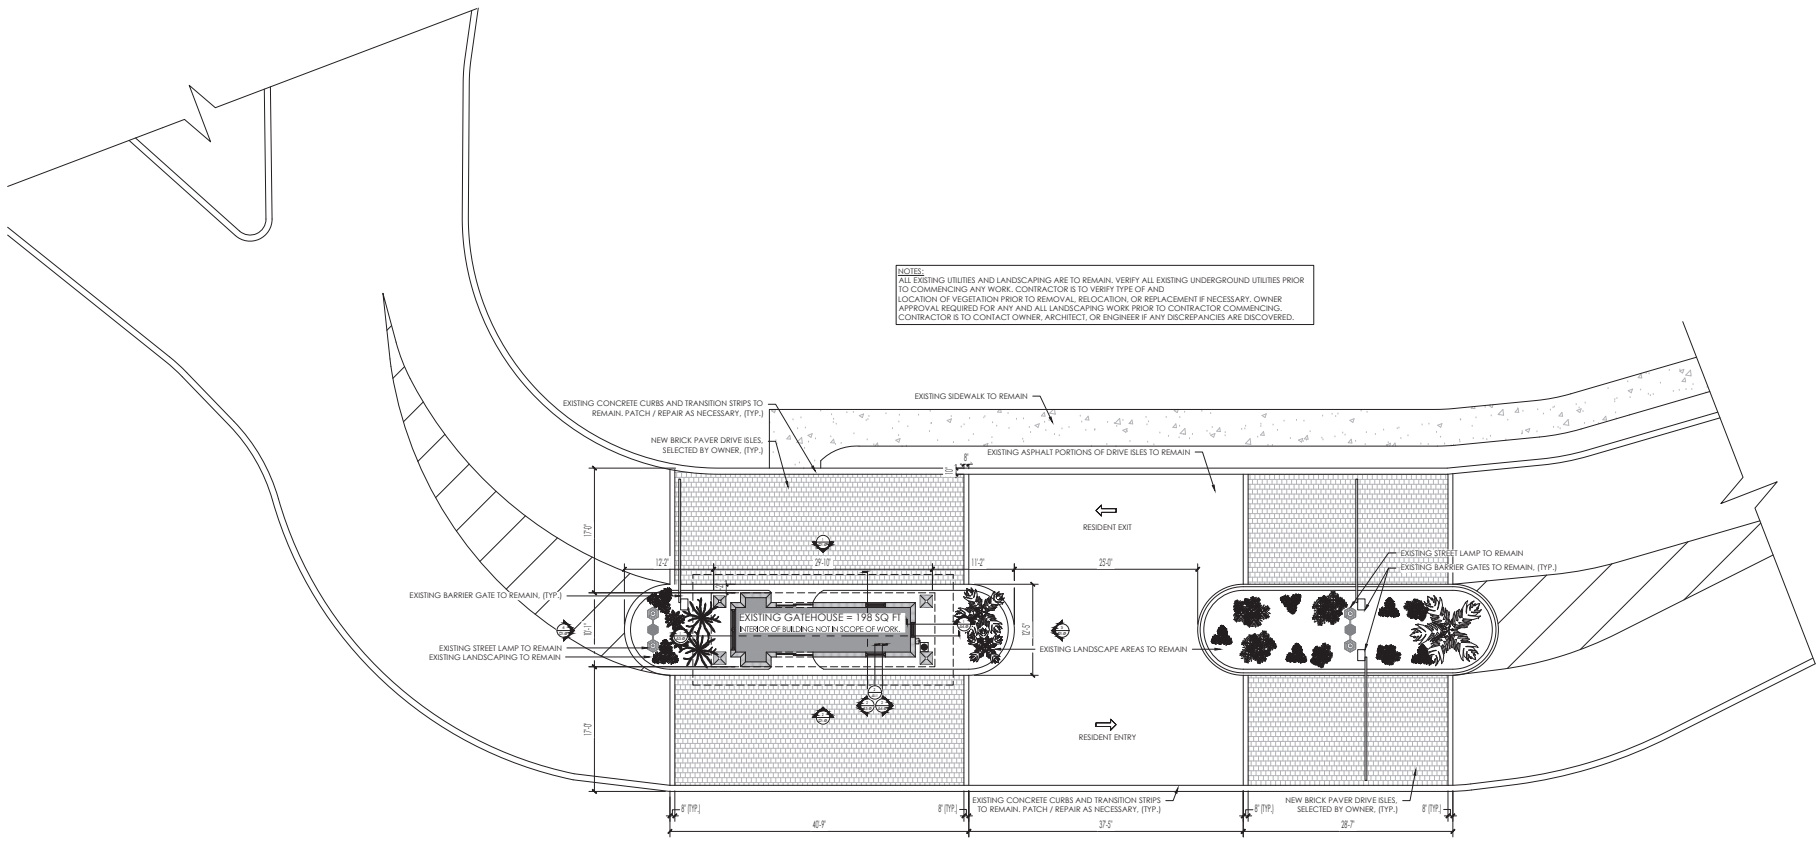 NOTES:
ALL EXISTING UTILITIES AND LANDSCAPING ARE TO REMAIN. VERIFY ALL EXISTING UNDERGROUND UTILITIES PRIOR
TO COMMENCING ANY WORK. CONTRACTOR IS TO VERIFY TYPE OF AND
LOCATION OF VEGETATION PRIOR TO REMOVAL, RELOCATION, OR REPLACEMENT IF NECESSARY. OWNER
APPROVAL REQUIRED FOR ANY AND ALL LANDSCAPING WORK PRIOR TO CONTRACTOR COMMENCING.
CONTRACTOR IS TO CONTACT OWNER, ARCHITECT, OR ENGINEER IF ANY DISCREPANCIES ARE DISCOVERED.
EXISTING CONCRETE CURBS AND TRANSITION STRIPS TO
REMAIN. PATCH / REPAIR AS NECESSARY, (TYP.)
EXISTING SIDEWALK TO REMAIN
NEW BRICK PAVER DRIVE ISLES,
SELECTED BY OWNER, (TYP.)
EXISTING ASPHALT PORTIONS OF DRIVE ISLES TO REMAIN
8"
17'-0"
RESIDENT EXIT
12'-2"
29'-10"
11'-2"
25'-0"
EXISTING STREET LAMP TO REMAIN
EXISTING BARRIER GATES TO REMAIN, (TYP.)
EXISTING BARRIER GATE TO REMAIN, (TYP.)
10'-1"
12'-5"
EXISTING GATEHOUSE = 198 SQ FT
INTERIOR OF BUILDING NOT IN SCOPE OF WORK.
EXISTING STREET LAMP TO REMAIN
EXISTING LANDSCAPING TO REMAIN
EXISTING LANDSCAPE AREAS TO REMAIN
17'-0"
RESIDENT ENTRY
EXISTING CONCRETE CURBS AND TRANSITION STRIPS
TO REMAIN. PATCH / REPAIR AS NECESSARY, (TYP.)
NEW BRICK PAVER DRIVE ISLES,
SELECTED BY OWNER, (TYP.)
8" (TYP.)
8" (TYP.)
8" (TYP.)
8" (TYP.)
40'-9"
37'-5"
28'-7"